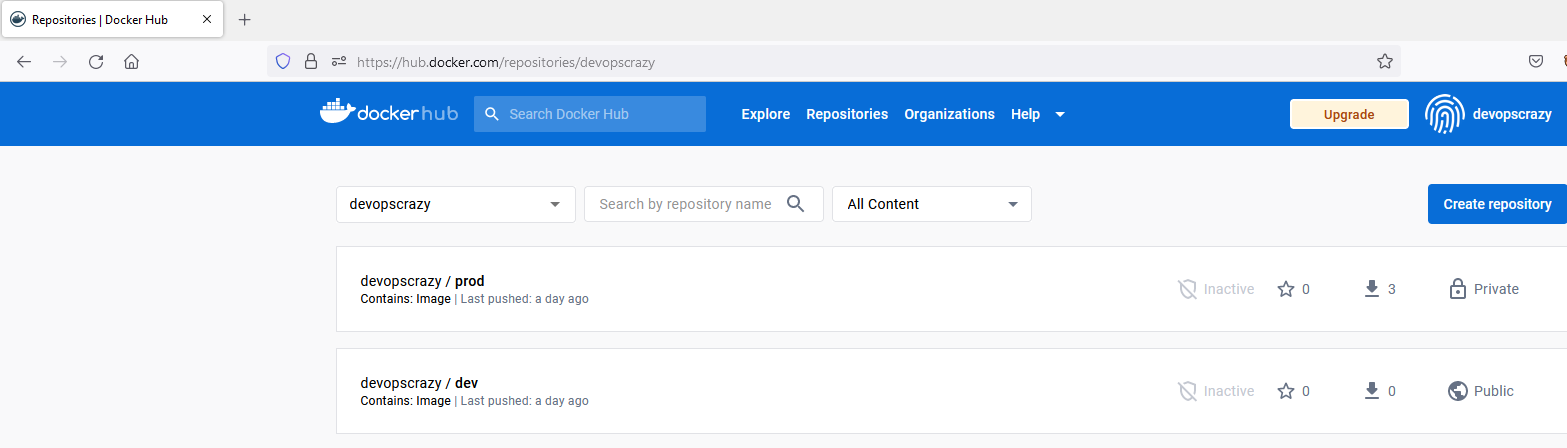 Repositories | Docker Hub
https://hub.docker.com/repositories/devopscrazy
docker hub Search Docker Hub Explore Repositories Organizations Help Upgrade devopscrazy
devopscrazy Search by repository name All Content Create repository
devopscrazy / prod
Contains: Image | Last pushed: a day ago
Inactive 0 3 Private
devopscrazy / dev
Contains: Image | Last pushed: a day ago
Inactive 0 0 Public